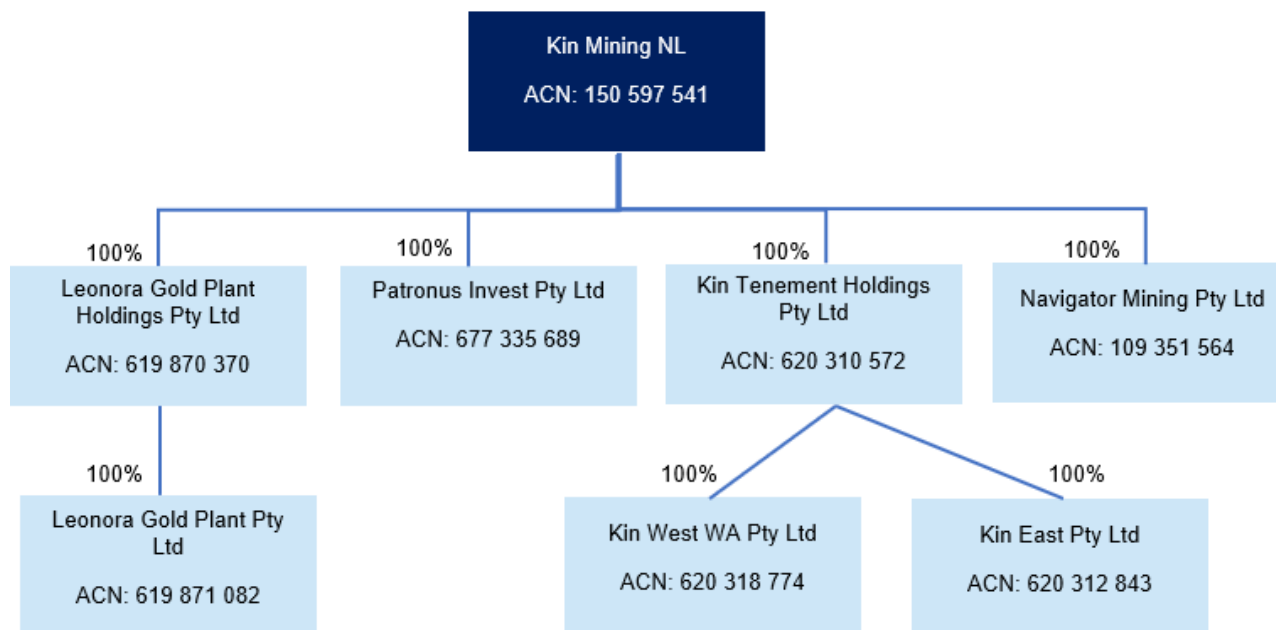 Kin Mining NL
ACN: 150 597 541
100%
Leonora Gold Plant
Holdings Pty Ltd
ACN: 619 870 370
100%
Patronus Invest Pty Ltd
ACN: 677 335 689
100%
Kin Tenement Holdings
Pty Ltd
ACN: 620 310 572
100%
Navigator Mining Pty Ltd
ACN: 109 351 564
100%
Leonora Gold Plant Pty
Ltd
ACN: 619 871 082
100%
Kin West WA Pty Ltd
ACN: 620 318 774
100%
Kin East Pty Ltd
ACN: 620 312 843